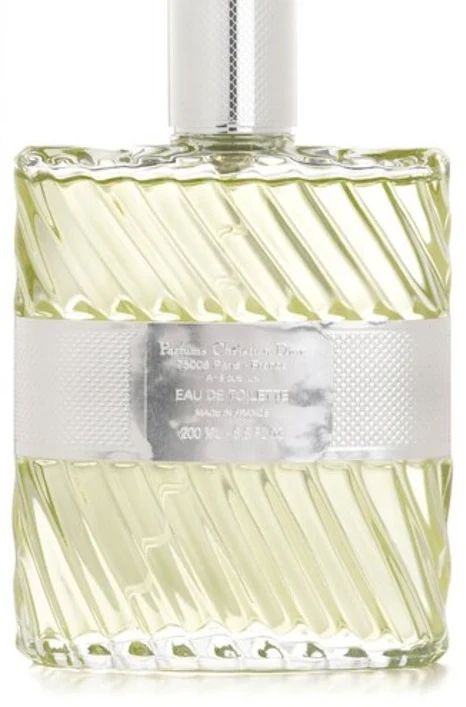 Parfums Christian Dior
75008 Paris - France
EAU DE TOILETTE
MADE IN FRANCE
200 ML - 6.8 FL.OZ